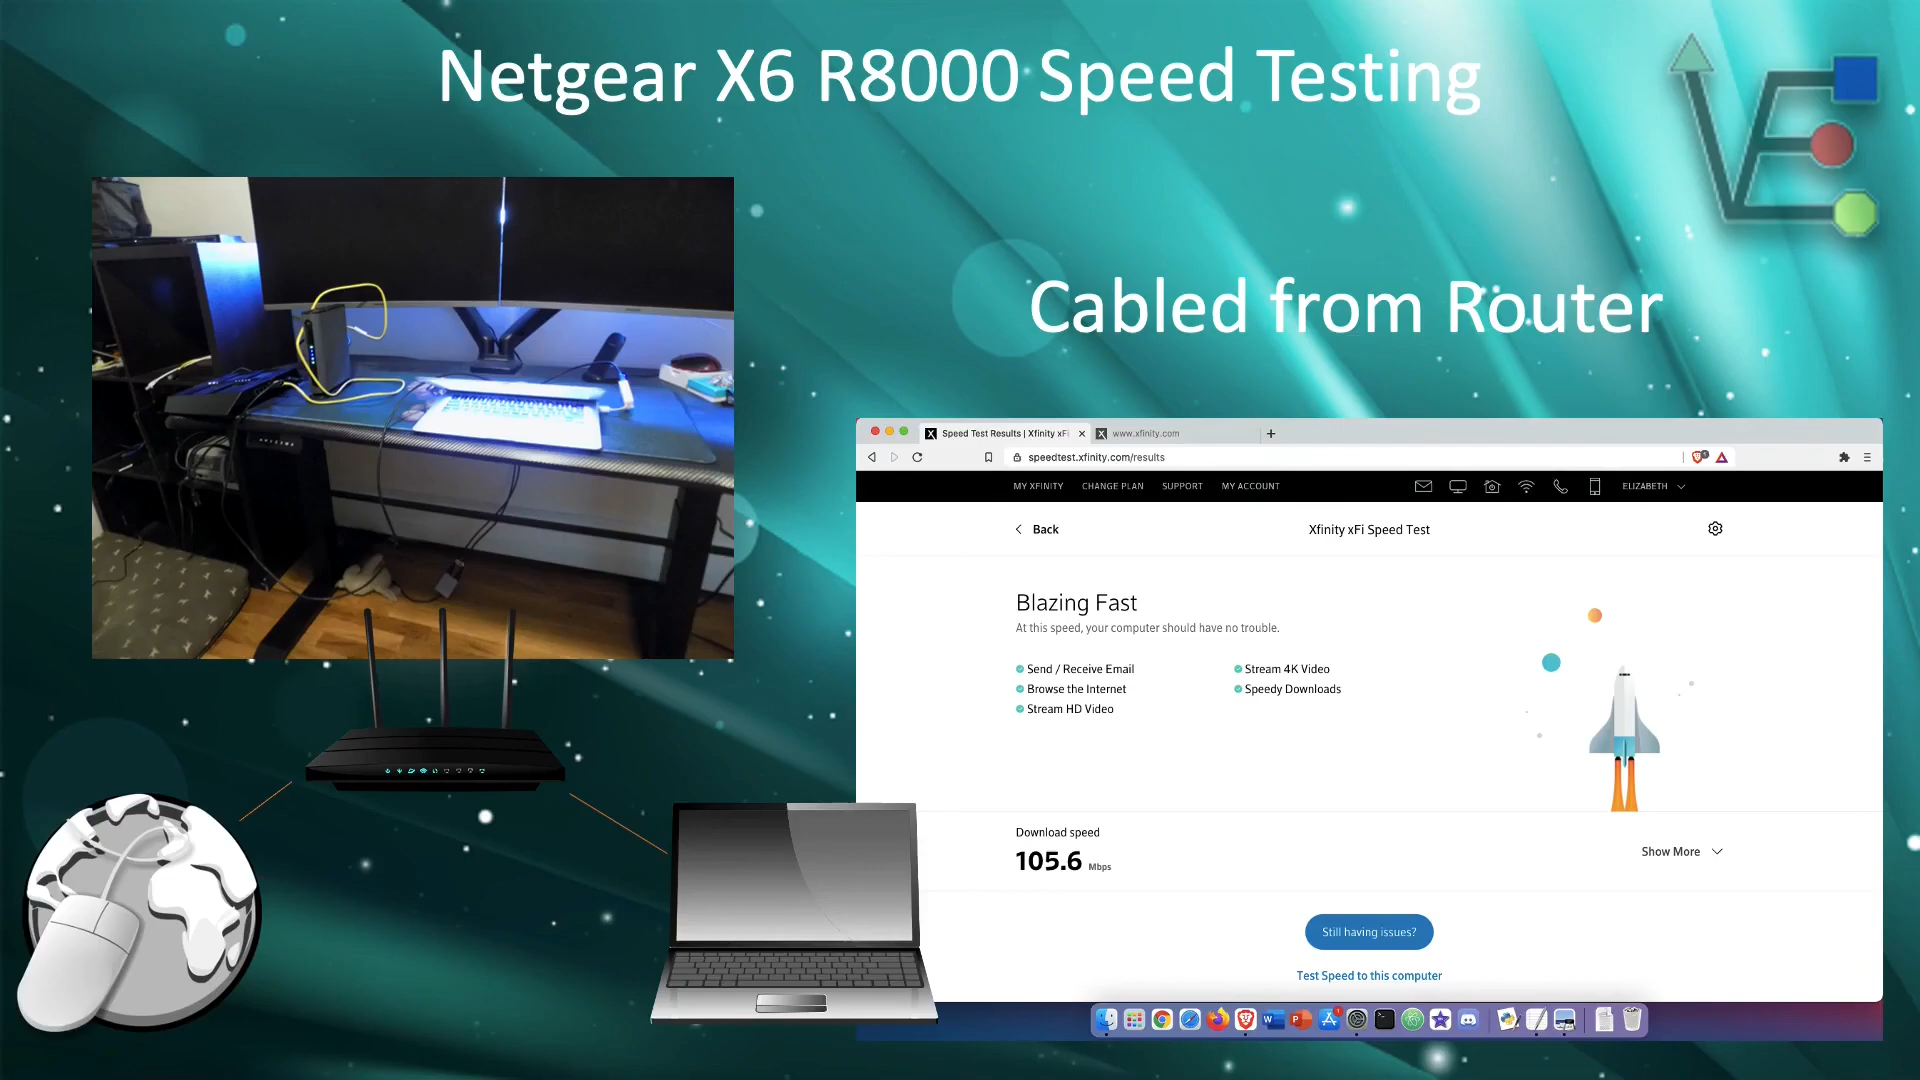 Netgear X6 R8000 Speed Testing
Cabled from Router
Speed Test Results | Xfinity xFi
www.xfinity.com
speedtest.xfinity.com/results
MY XFINITY CHANGE PLAN SUPPORT MY ACCOUNT ELIZABETH
Back
Xfinity xFi Speed Test
Blazing Fast
At this speed, your computer should have no trouble.
Send / Receive Email
Browse the Internet
Stream HD Video
Stream 4K Video
Speedy Downloads
Download speed
105.6 Mbps
Show More
Still having issues?
Test Speed to this computer